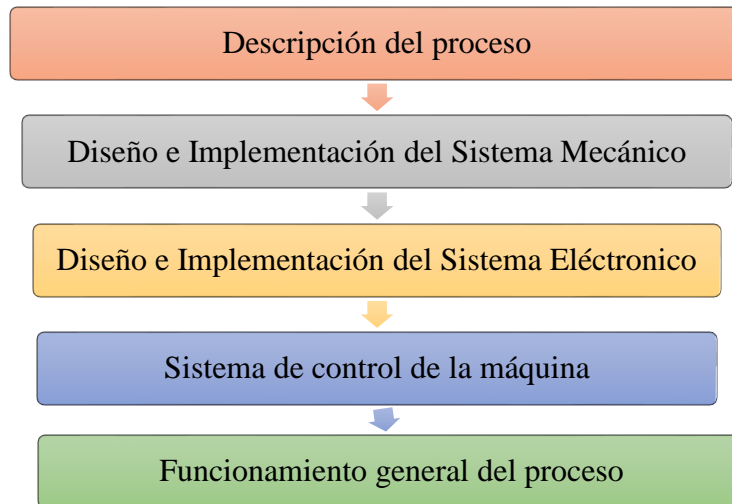 Descripción del proceso
Diseño e Implementación del Sistema Mecánico
Diseño e Implementación del Sistema Eléctronico
Sistema de control de la máquina
Funcionamiento general del proceso